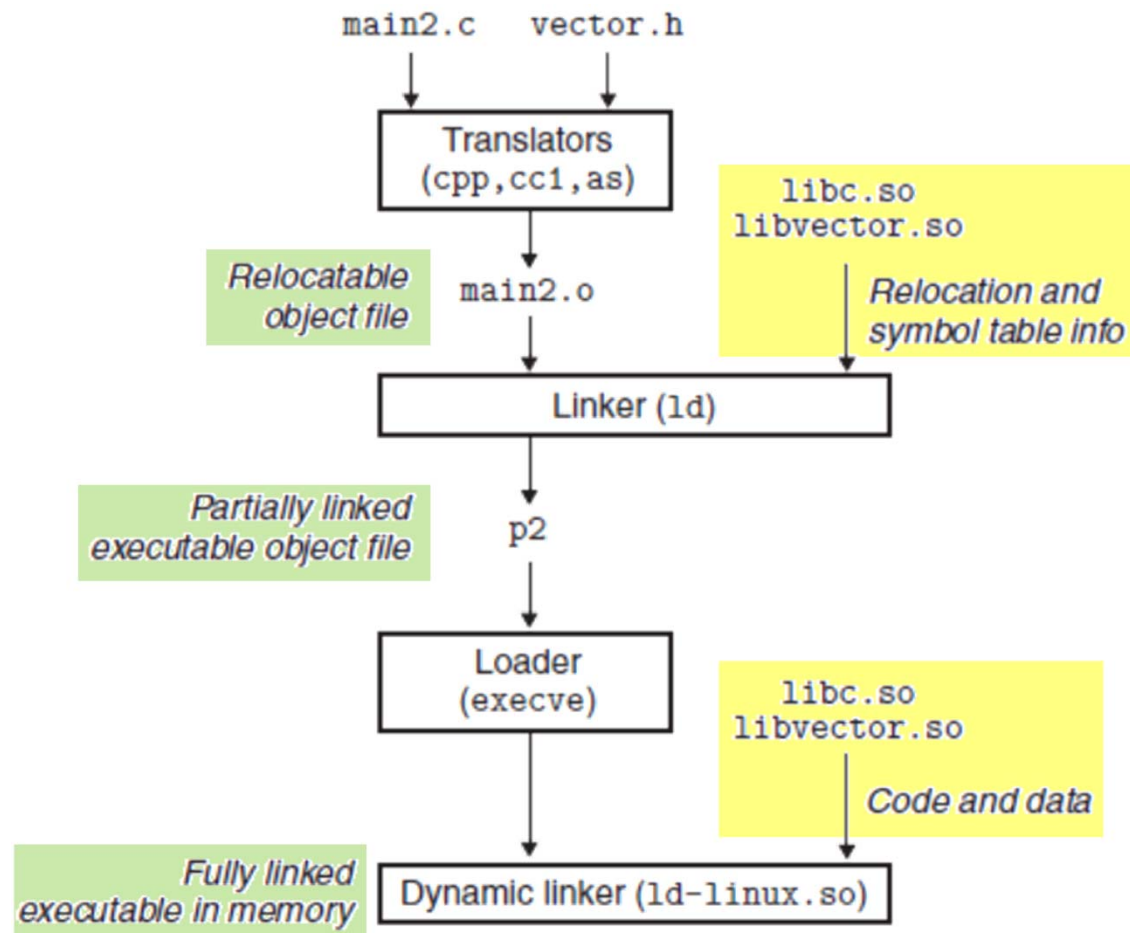 main2.c vector.h
Translators
(cpp,cc1,as)
libc.so
libvector.so
Relocatable
object file
main2.o
Relocation and
symbol table info
Linker (ld)
Partially linked
executable object file
p2
Loader
(execve)
libc.so
libvector.so
Code and data
Fully linked
executable in memory
Dynamic linker (ld-linux.so)